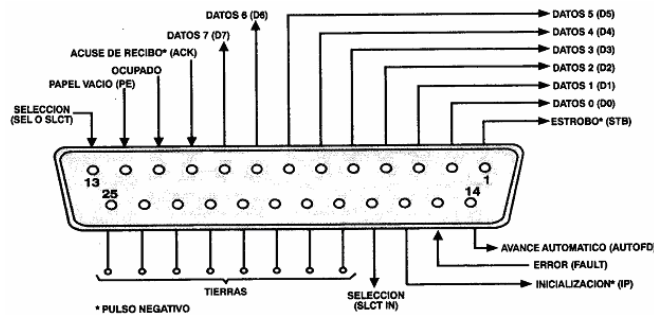 DATOS 6 (D6)
DATOS 5 (D5)
DATOS 7 (D7)
DATOS 4 (D4)
ACUSE DE RECIBO* (ACK)
DATOS 3 (D3)
OCUPADO
DATOS 2 (D2)
PAPEL VACIO (PE)
DATOS 1 (D1)
SELECCION
(SEL O SLCT)
DATOS 0 (D0)
ESTROBO* (STB)
13
1
25
14
AVANCE AUTOMATICO (AUTOFD)
ERROR (FAULT)
TIERRAS
SELECCION
(SLCT IN)
INICIALIZACION* (IP)
* PULSO NEGATIVO